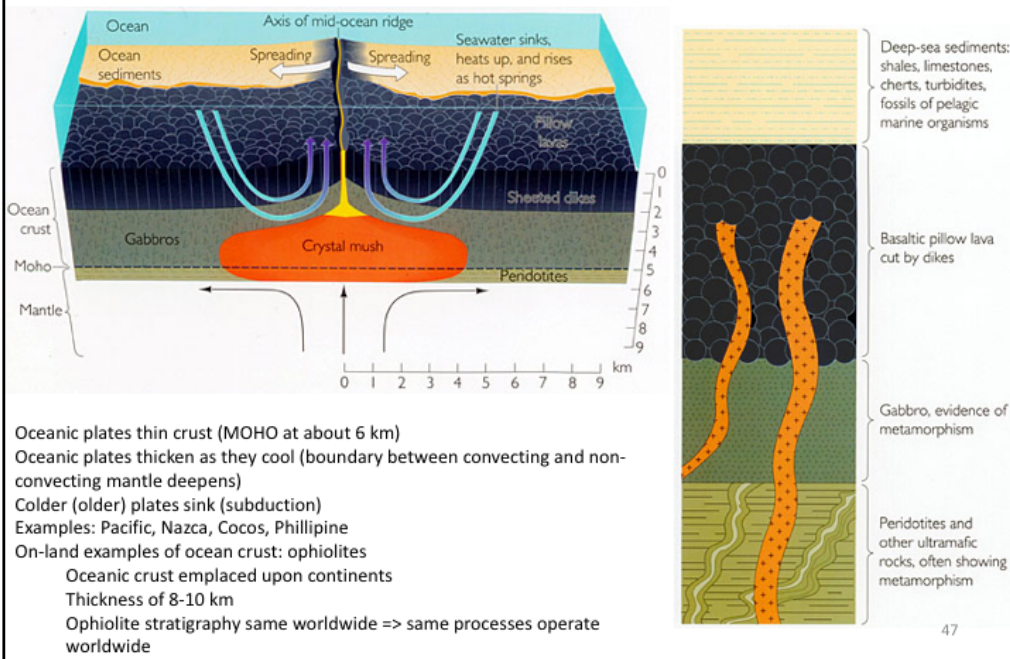 Ocean
Axis of mid-ocean ridge
Ocean
sediments
Spreading
Spreading
Seawater sinks,
heats up, and rises
as hot springs
Pillow
lavas
Sheeted dikes
Ocean
crust
Gabbros
Crystal mush
Moho
Peridotites
Mantle
0
1
2
3
4
5
6
7
8
9
km
0 1 2 3 4 5 6 7 8 9
Deep-sea sediments:
shales, limestones,
cherts, turbidites,
fossils of pelagic
marine organisms
Basaltic pillow lava
cut by dikes
Gabbro, evidence of
metamorphism
Peridotites and
other ultramafic
rocks, often showing
metamorphism
Oceanic plates thin crust (MOHO at about 6 km)
Oceanic plates thicken as they cool (boundary between convecting and non-
convecting mantle deepens)
Colder (older) plates sink (subduction)
Examples: Pacific, Nazca, Cocos, Phillipine
On-land examples of ocean crust: ophiolites
Oceanic crust emplaced upon continents
Thickness of 8-10 km
Ophiolite stratigraphy same worldwide => same processes operate
worldwide
47